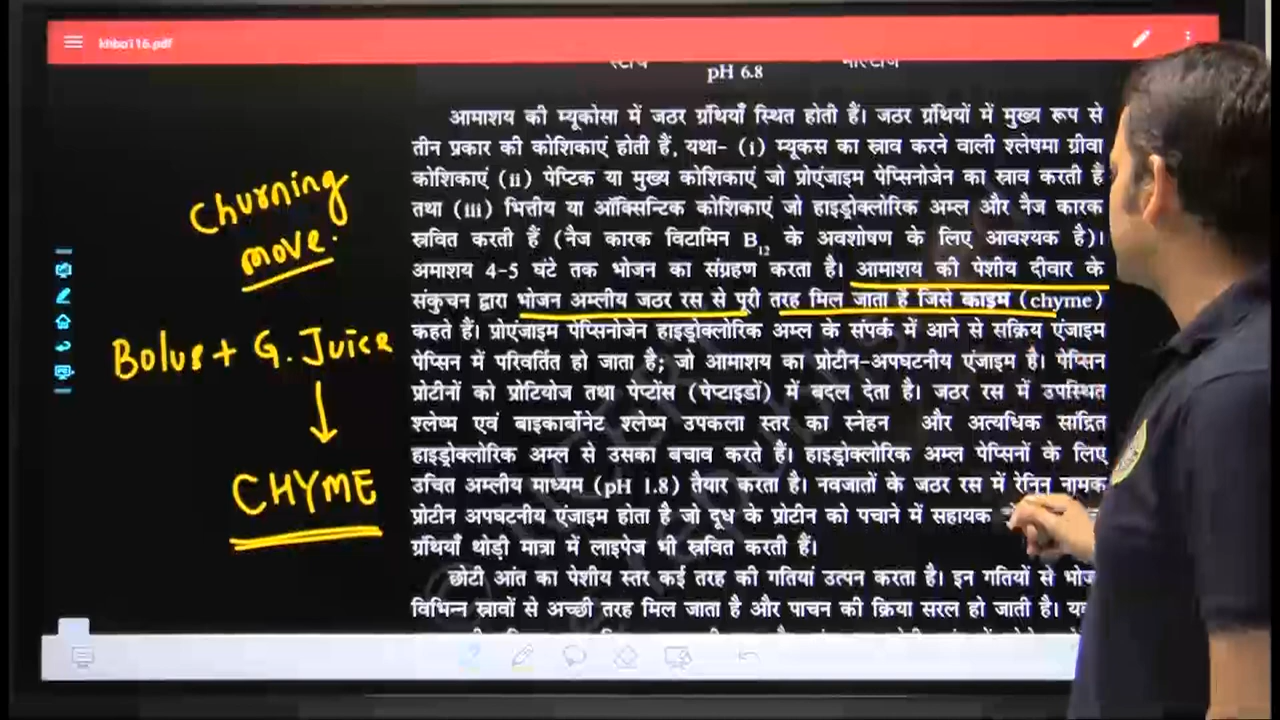 khbo116.pdf
pH 6.8
आमाशय की म्यूकोसा में जठर ग्रंथियाँ स्थित होती हैं। जठर ग्रंथियों में मुख्य रूप से
तीन प्रकार की कोशिकाएं होती हैं, यथा- (i) म्यूकस का स्राव करने वाली श्लेषमा ग्रीवा
कोशिकाएं (ii) पेप्टिक या मुख्य कोशिकाएं जो प्रोएंजाइम पेप्सिनोजेन का स्राव करती हैं
तथा (iii) भित्तीय या ऑक्सिन्टिक कोशिकाएं जो हाइड्रोक्लोरिक अम्ल और नैज कारक
स्रवित करती हैं (नैज कारक विटामिन B12 के अवशोषण के लिए आवश्यक है)।
अमाशय 4-5 घंटे तक भोजन का संग्रहण करता है। आमाशय की पेशीय दीवार के
संकुचन द्वारा भोजन अम्लीय जठर रस से पूरी तरह मिल जाता है जिसे काइम (chyme)
कहते हैं। प्रोएंजाइम पेप्सिनोजेन हाइड्रोक्लोरिक अम्ल के संपर्क में आने से सक्रिय एंजाइम
पेप्सिन में परिवर्तित हो जाता है; जो आमाशय का प्रोटीन-अपघटनीय एंजाइम है। पेप्सिन
प्रोटीनों को प्रोटियोज तथा पेप्टोंस (पेप्टाइडों) में बदल देता है। जठर रस में उपस्थित
श्लेष्म एवं बाइकार्बोनेट श्लेष्म उपकला स्तर का स्नेहन और अत्यधिक सांद्रित
हाइड्रोक्लोरिक अम्ल से उसका बचाव करते हैं। हाइड्रोक्लोरिक अम्ल पेप्सिनों के लिए
उचित अम्लीय माध्यम (pH 1.8) तैयार करता है। नवजातों के जठर रस में रेनिन नामक
प्रोटीन अपघटनीय एंजाइम होता है जो दूध के प्रोटीन को पचाने में सहायक
ग्रंथियाँ थोड़ी मात्रा में लाइपेज भी स्रवित करती हैं।
छोटी आंत का पेशीय स्तर कई तरह की गतियां उत्पन करता है। इन गतियों से
विभिन्न स्रावों से अच्छी तरह मिल जाता है और पाचन की क्रिया सरल हो जाती है।
Churning
move.
Bolus + G. Juice
↓
CHYME